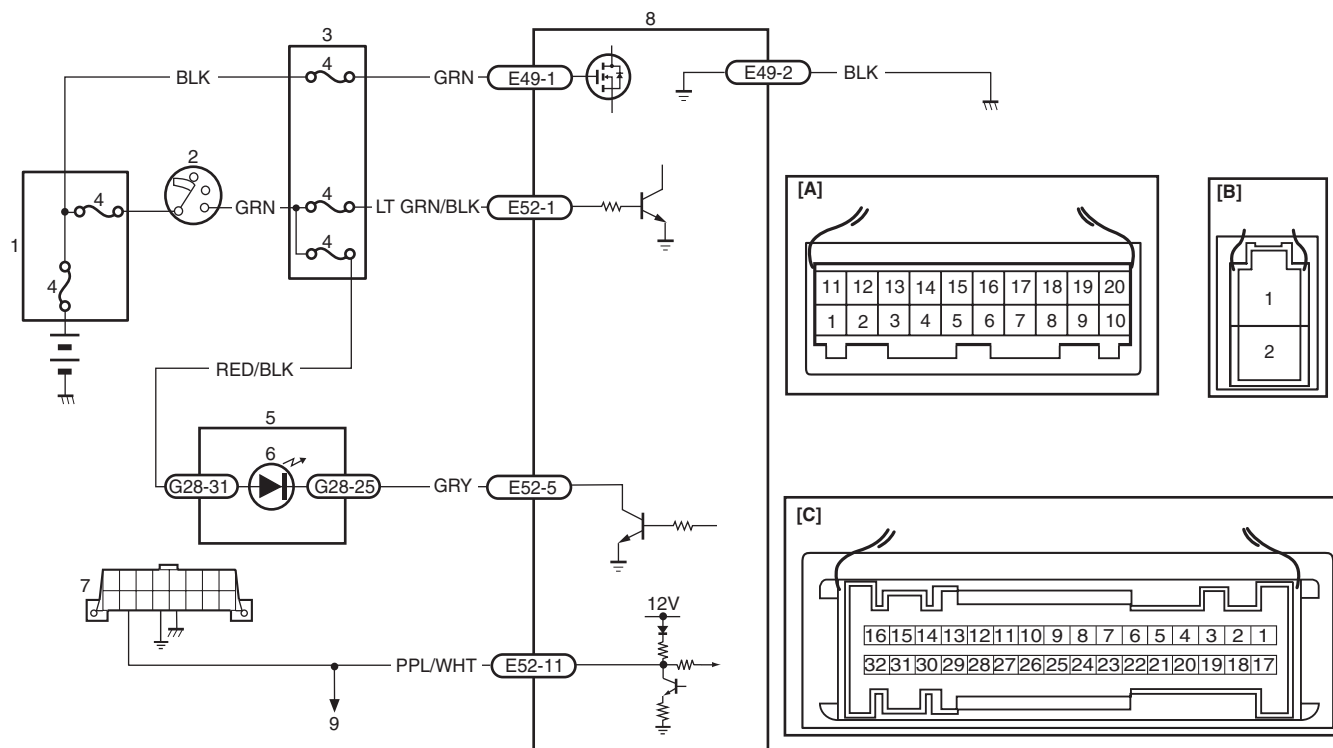 8
3
BLK
4
GRN
E49-1
E49-2
BLK
2
4
GRN
4
LT GRN/BLK
E52-1
1
4
4
RED/BLK
5
6
G28-31
G28-25
GRY
E52-5
7
12V
PPL/WHT
E52-11
9
[A]
11 12 13 14 15 16 17 18 19 20
1 2 3 4 5 6 7 8 9 10
[B]
1
2
[C]
16 15 14 13 12 11 10 9 8 7 6 5 4 3 2 1
32 31 30 29 28 27 26 25 24 23 22 21 20 19 18 17